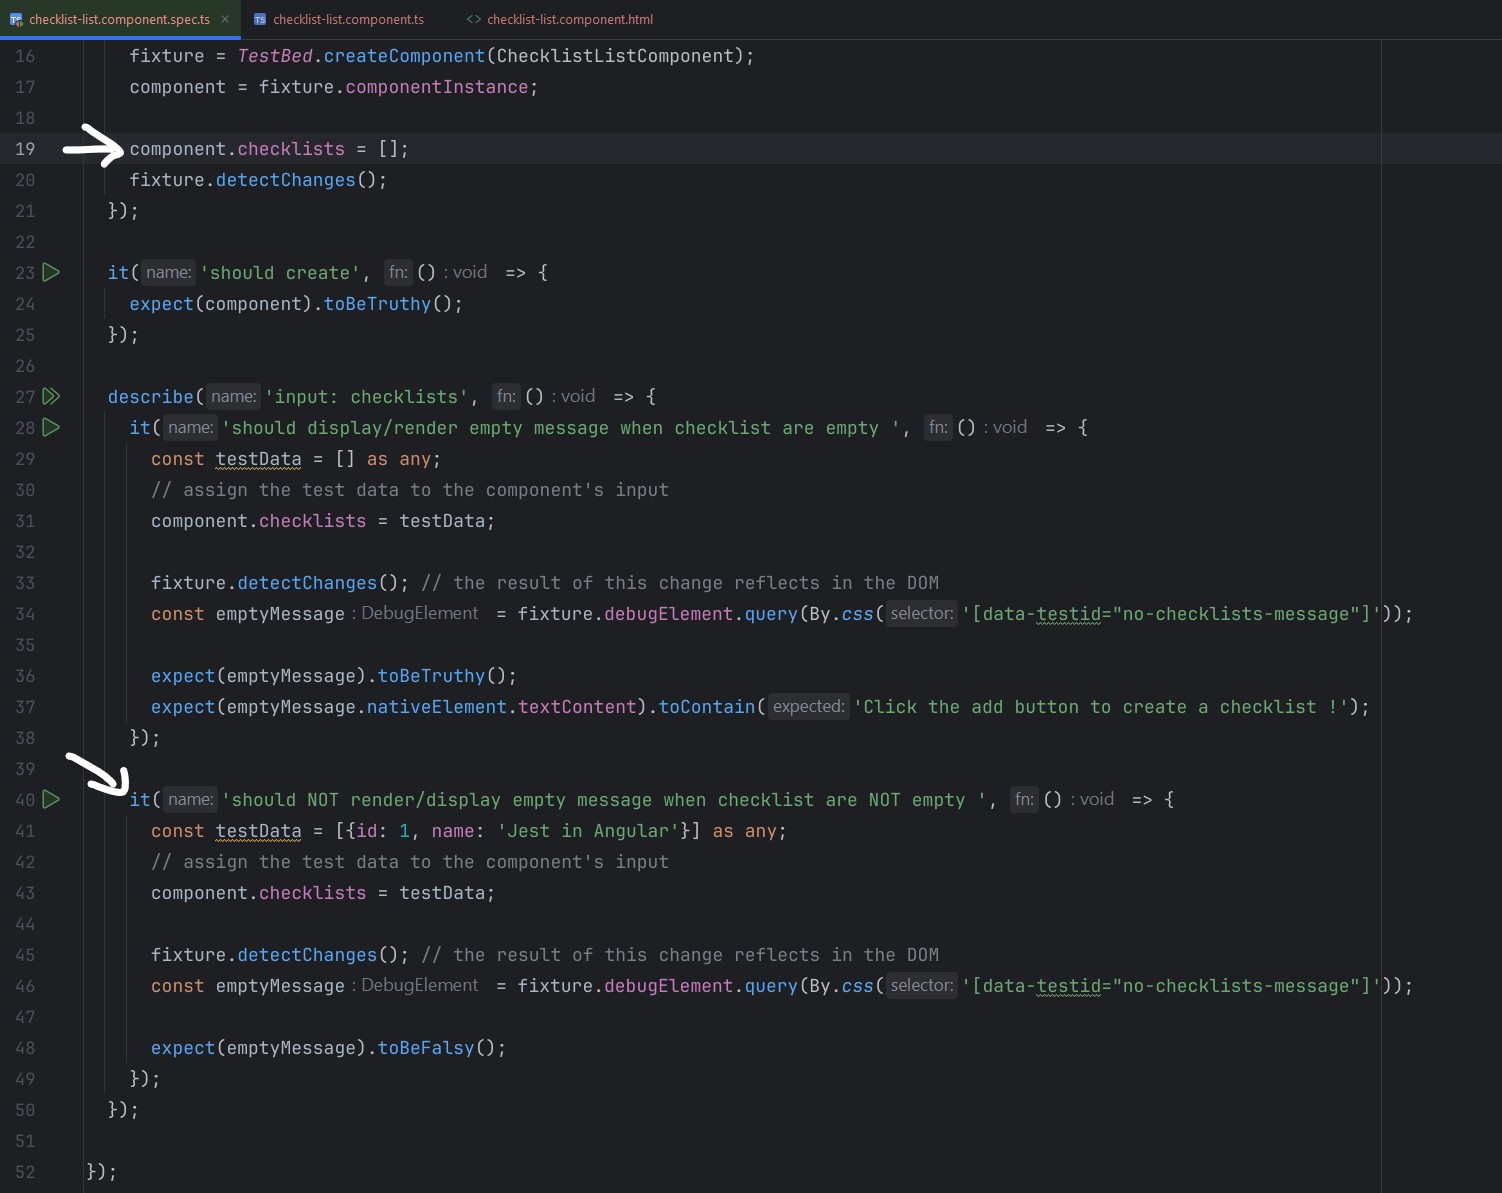 checklist-list.component.spec.ts × checklist-list.component.ts <> checklist-list.component.html
16 fixture = TestBed.createComponent(ChecklistListComponent);
17 component = fixture.componentInstance;
18
19 component.checklists = [];
20 fixture.detectChanges();
21 });
22
23 it( name: 'should create', fn: () : void => {
24 expect(component).toBeTruthy();
25 });
26
27 describe( name: 'input: checklists', fn: () : void => {
28 it( name: 'should display/render empty message when checklist are empty ', fn: () : void => {
29 const testData = [] as any;
30 // assign the test data to the component's input
31 component.checklists = testData;
32
33 fixture.detectChanges(); // the result of this change reflects in the DOM
34 const emptyMessage : DebugElement = fixture.debugElement.query(By.css( selector: '[data-testid="no-checklists-message"]'));
35
36 expect(emptyMessage).toBeTruthy();
37 expect(emptyMessage.nativeElement.textContent).toContain( expected: 'Click the add button to create a checklist !');
38 });
39
40 it( name: 'should NOT render/display empty message when checklist are NOT empty ', fn: () : void => {
41 const testData = [{id: 1, name: 'Jest in Angular'}] as any;
42 // assign the test data to the component's input
43 component.checklists = testData;
44
45 fixture.detectChanges(); // the result of this change reflects in the DOM
46 const emptyMessage : DebugElement = fixture.debugElement.query(By.css( selector: '[data-testid="no-checklists-message"]'));
47
48 expect(emptyMessage).toBeFalsy();
49 });
50 });
51
52 });